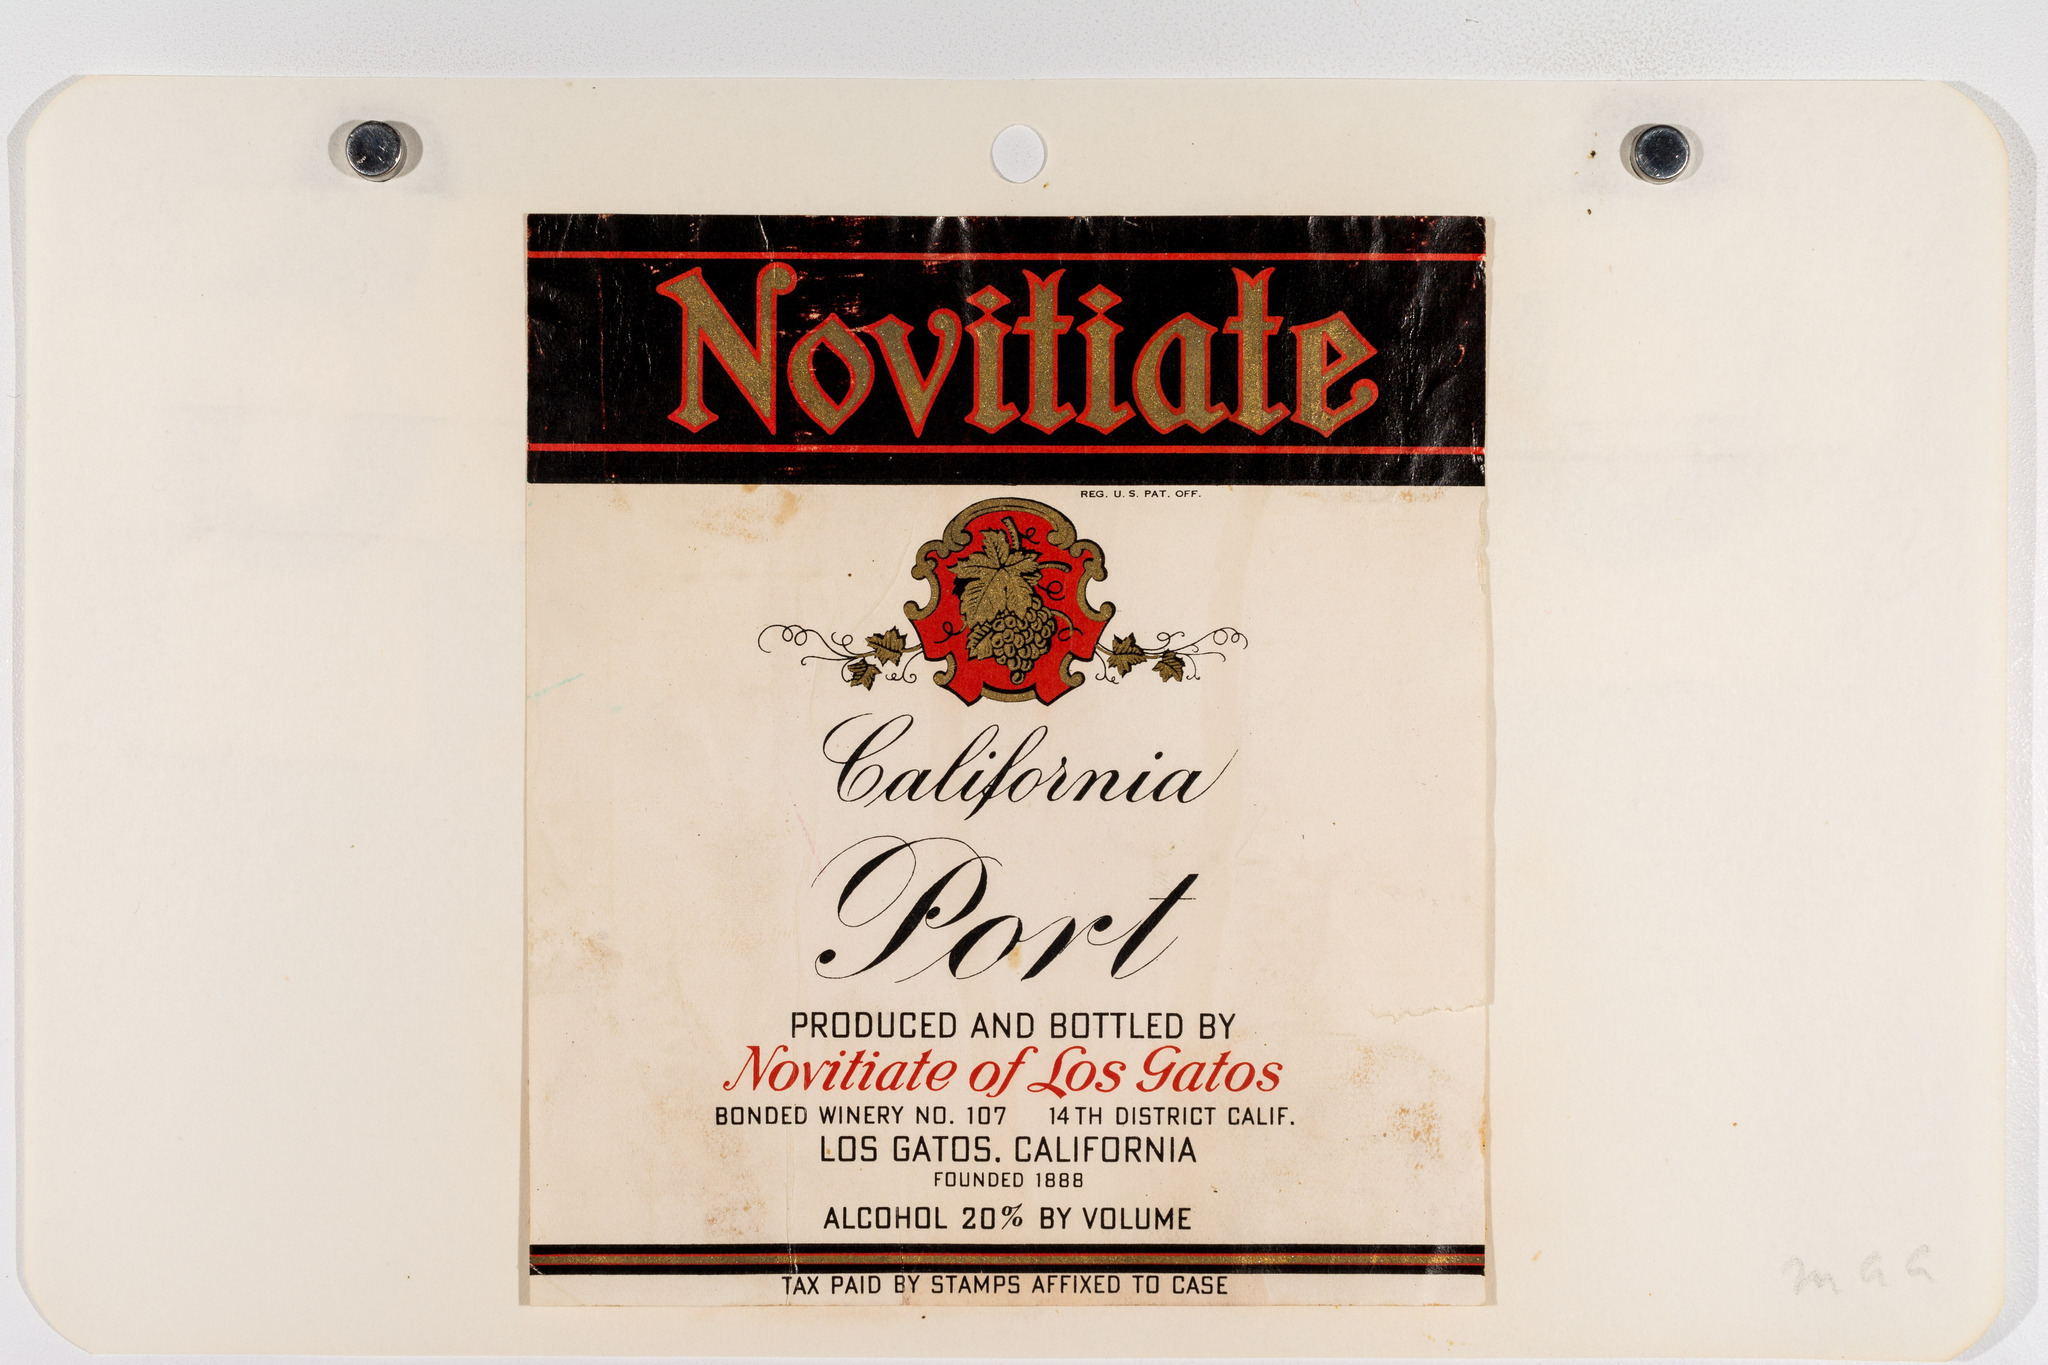 Novitiate
REG. U. S. PAT. OFF.
California
Port
PRODUCED AND BOTTLED BY
Novitiate of Los Gatos
BONDED WINERY NO. 107 14TH DISTRICT CALIF.
LOS GATOS, CALIFORNIA
FOUNDED 1888
ALCOHOL 20% BY VOLUME
TAX PAID BY STAMPS AFFIXED TO CASE